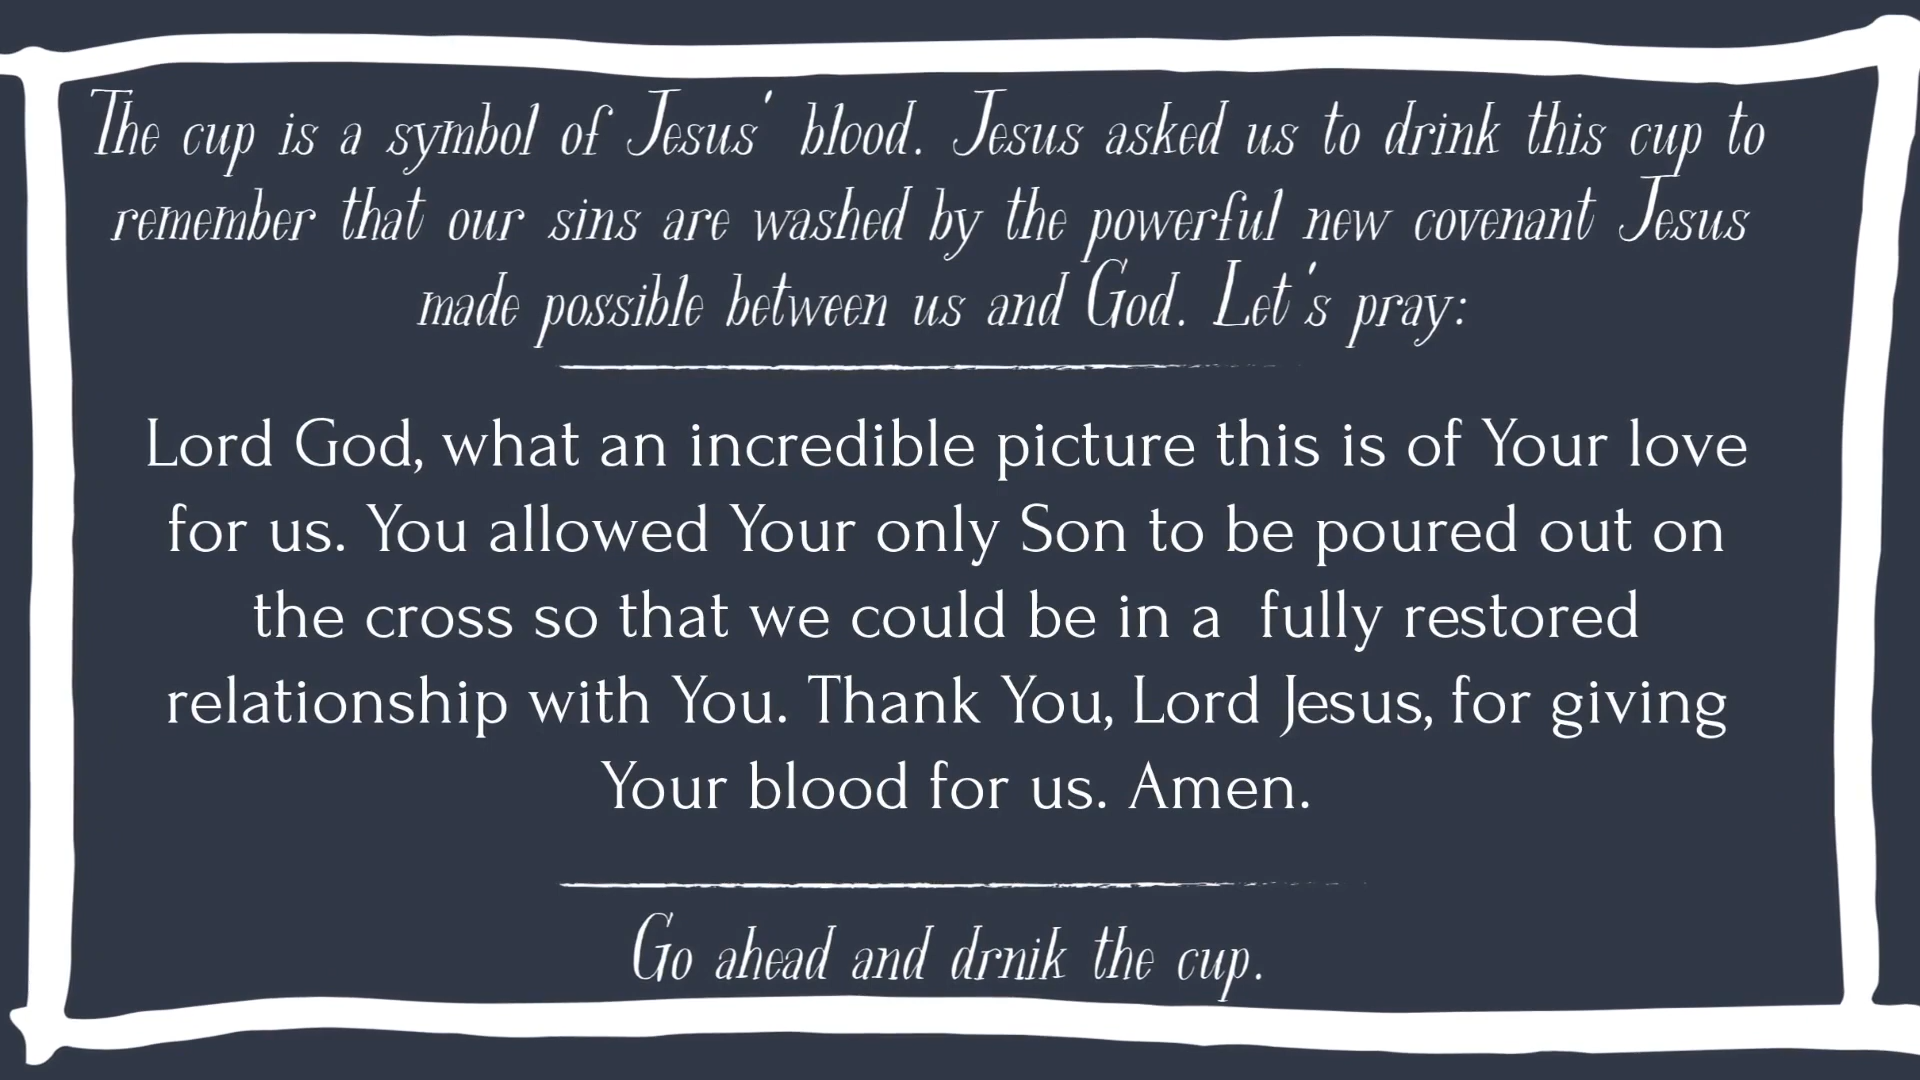 The cup is a symbol of Jesus' blood. Jesus asked us to drink this cup to
remember that our sins are washed by the powerful new covenant Jesus
made possible between us and God. Let's pray:
Lord God, what an incredible picture this is of Your love
for us. You allowed Your only Son to be poured out on
the cross so that we could be in a  fully restored
relationship with You. Thank You, Lord Jesus, for giving
Your blood for us. Amen.
Go ahead and drnik the cup.